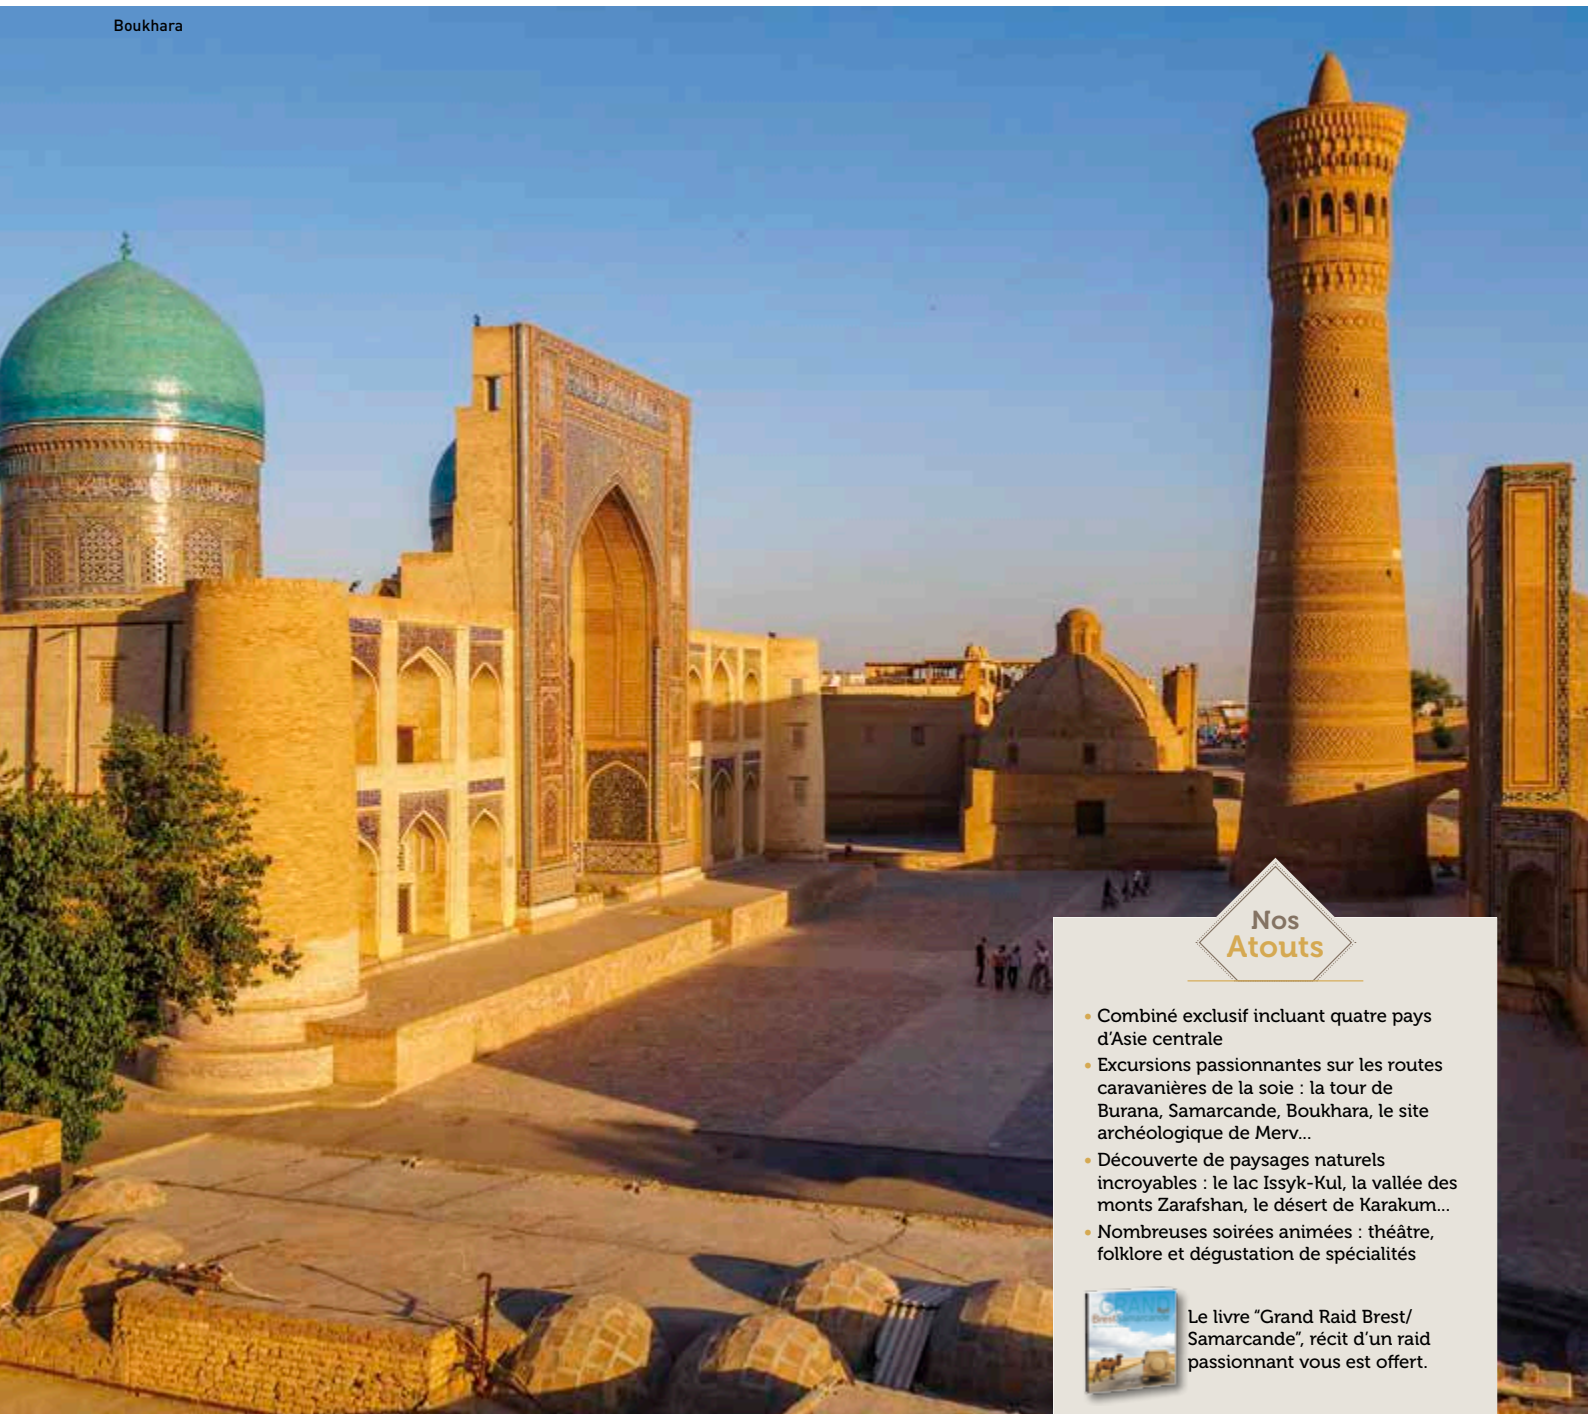 Boukhara
Nos
Atouts
• Combiné exclusif incluant quatre pays
d'Asie centrale
• Excursions passionnantes sur les routes
caravanières de la soie : la tour de
Burana, Samarcande, Boukhara, le site
archéologique de Merv...
• Découverte de paysages naturels
incroyables : le lac Issyk-Kul, la vallée des
monts Zarafshan, le désert de Karakum...
• Nombreuses soirées animées : théâtre,
folklore et dégustation de spécialités
GRAND
Brest/Samarcande
Le livre "Grand Raid Brest/
Samarcande", récit d'un raid
passionnant vous est offert.